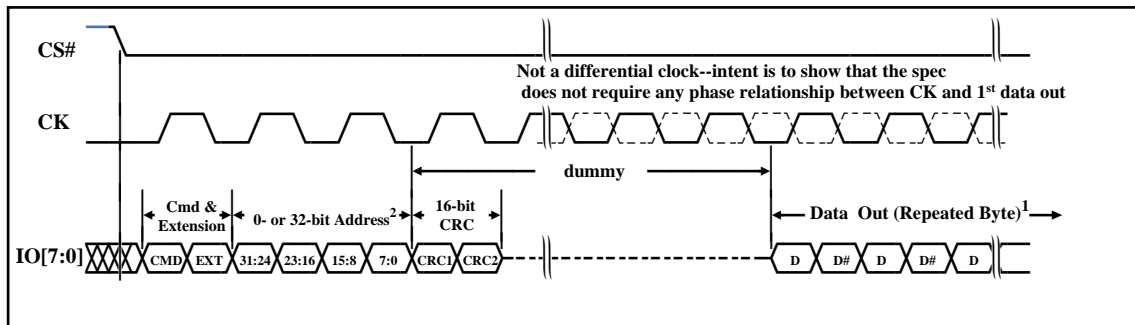 CS#
Not a differential clock--intent is to show that the spec
does not require any phase relationship between CK and 1st data out
CK
dummy
Cmd &
Extension
0- or 32-bit Address2
16-bit
CRC
Data Out (Repeated Byte)1
IO[7:0]
CMD EXT 31:24 23:16 15:8 7:0 CRC1 CRC2 D D# D D# D